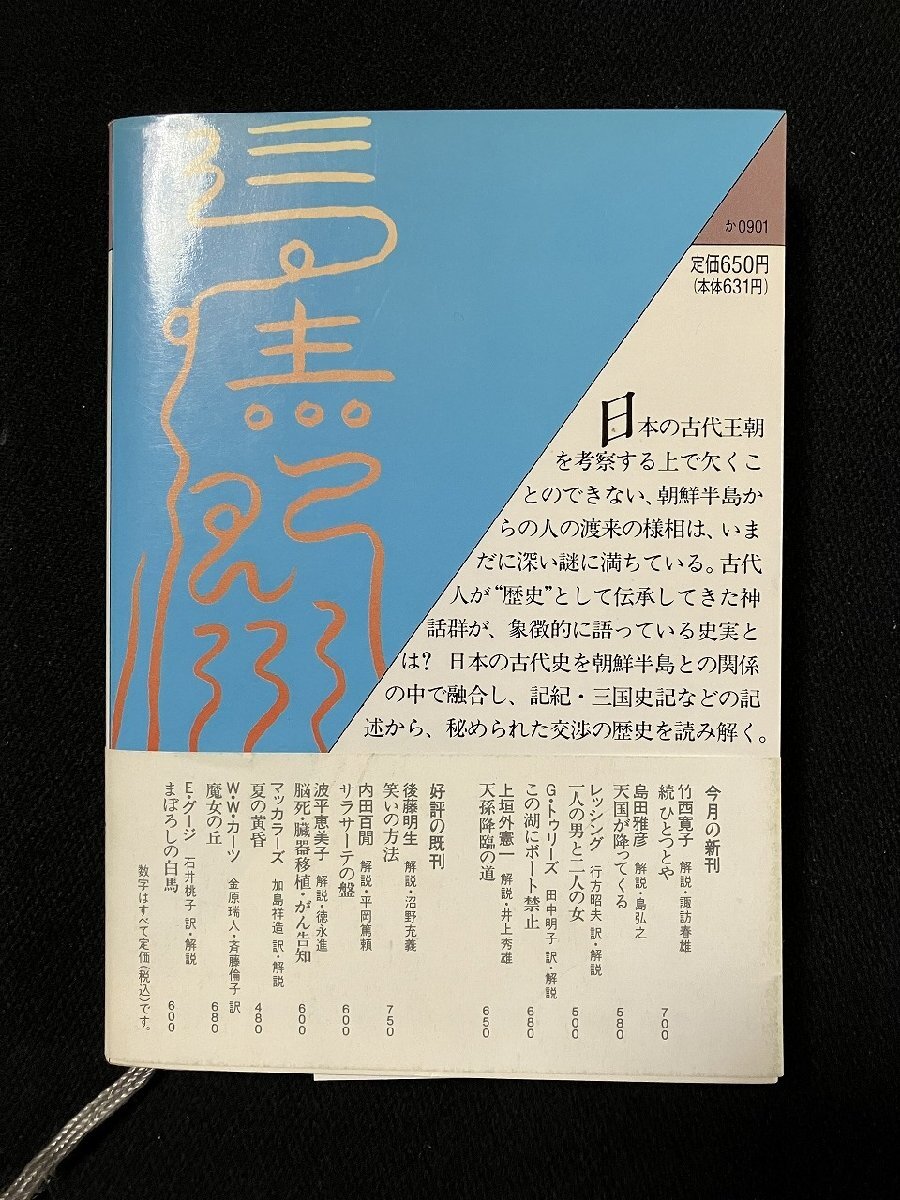 か0901
定価650円
(本体631円)
日本の古代王朝
を考察する上で欠くこ
とのできない、朝鮮半島か
らの人の渡来の様相は、いま
だに深い謎に満ちている。古代
人が“歴史”として伝承してきた神
話群が、象徴的に語っている史実と
は? 日本の古代史を朝鮮半島との関係
の中で融合し、記紀・三国史記などの記
述から、秘められた交渉の歴史を読み解く。
今月の新刊
竹西寛子 解説・諏訪春雄
続 ひとつとや 700
島田雅彦 解説・島弘之
天国が降ってくる 580
レッシング 行方昭夫 訳・解説
一人の男と二人の女 500
G・トゥリーズ 田中明子 訳・解説
この湖にボート禁止 680
上垣外憲一 解説・井上秀雄
天孫降臨の道 650
好評の既刊
後藤明生 解説・沼野充義
笑いの方法 750
内田百閒 解説・平岡篤頼
サラサーテの盤 600
波平恵美子 解説・徳永進
脳死・臓器移植・がん告知 600
マッカラーズ 加島祥造 訳・解説
夏の黄昏 480
W・W・カーツ 金原瑞人・斉藤倫子 訳
魔女の丘 680
E・グージ 石井桃子 訳・解説
まぼろしの白馬 600
数字はすべて定価(税込)です。